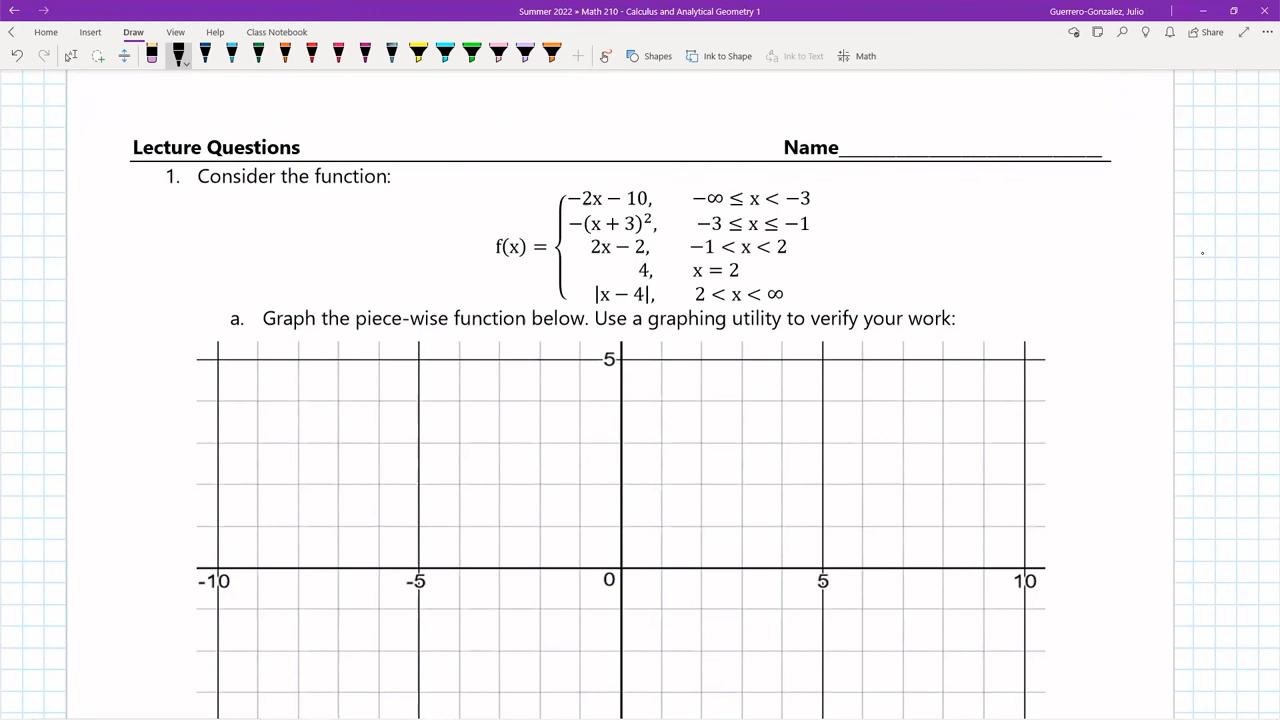 Summer 2022 » Math 210 - Calculus and Analytical Geometry 1
Guerrero-Gonzalez, Julio
Home Insert Draw View Help Class Notebook
Share
Shapes Ink to Shape Ink to Text Math
Lecture Questions Name____________________________
1. Consider the function:
−2x − 10, −∞ ≤ x < −3
−(x + 3)², −3 ≤ x ≤ −1
f(x) = { 2x − 2, −1 < x < 2
4, x = 2
|x − 4|, 2 < x < ∞
a. Graph the piece-wise function below. Use a graphing utility to verify your work:
5
-10 -5 0 5 10